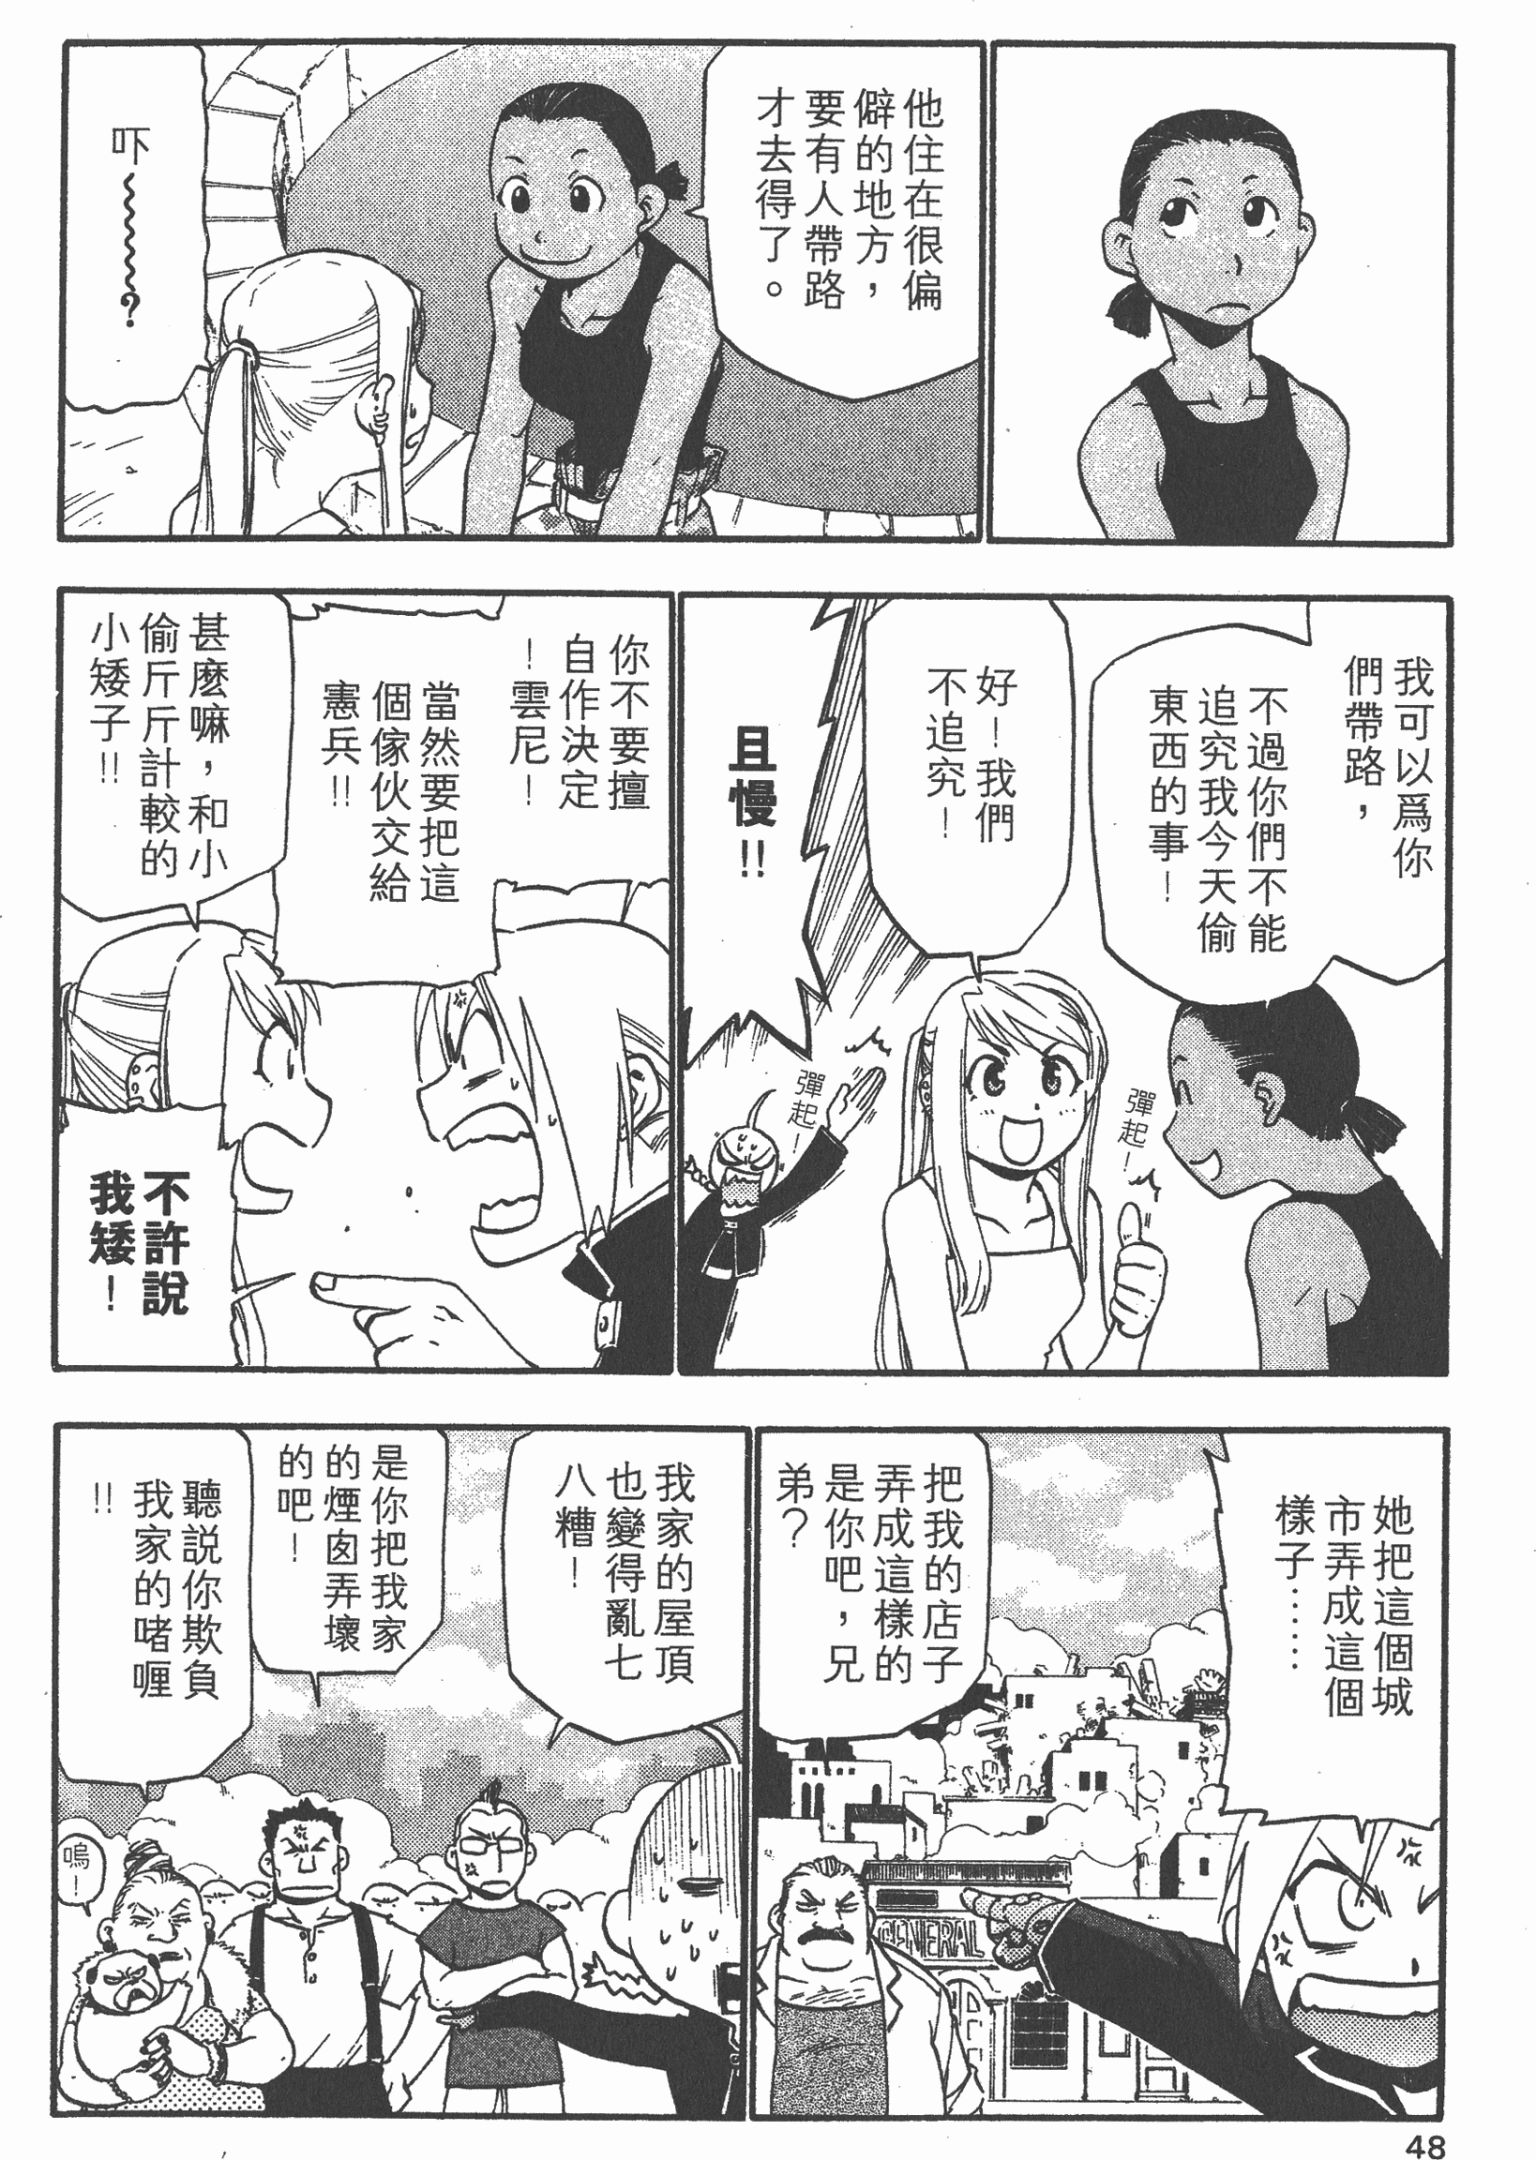 他住在很偏
僻的地方，
要有人帶路
才去得了。
吓～～～～？
我可以爲你
們帶路，
不過你們不能
追究我今天偷
東西的事！
好！我們
不追究！
彈起！
彈起！
且慢!!
你不要擅
自作決定
！雲尼！
當然要把這
個傢伙交給
憲兵!!
甚麽嘛，和小
偷斤斤計較的
小矮子!!
不許說
我矮！
她把這個城
市弄成這個
樣子……
把我的店子
弄成這樣的
是你吧，兄
弟？
GENERAL
我家的屋頂
也變得亂七
八糟！
是你把我家
的煙囱弄壞
的吧！
聽說你欺負
我家的啫喱
!!
嗚！
48